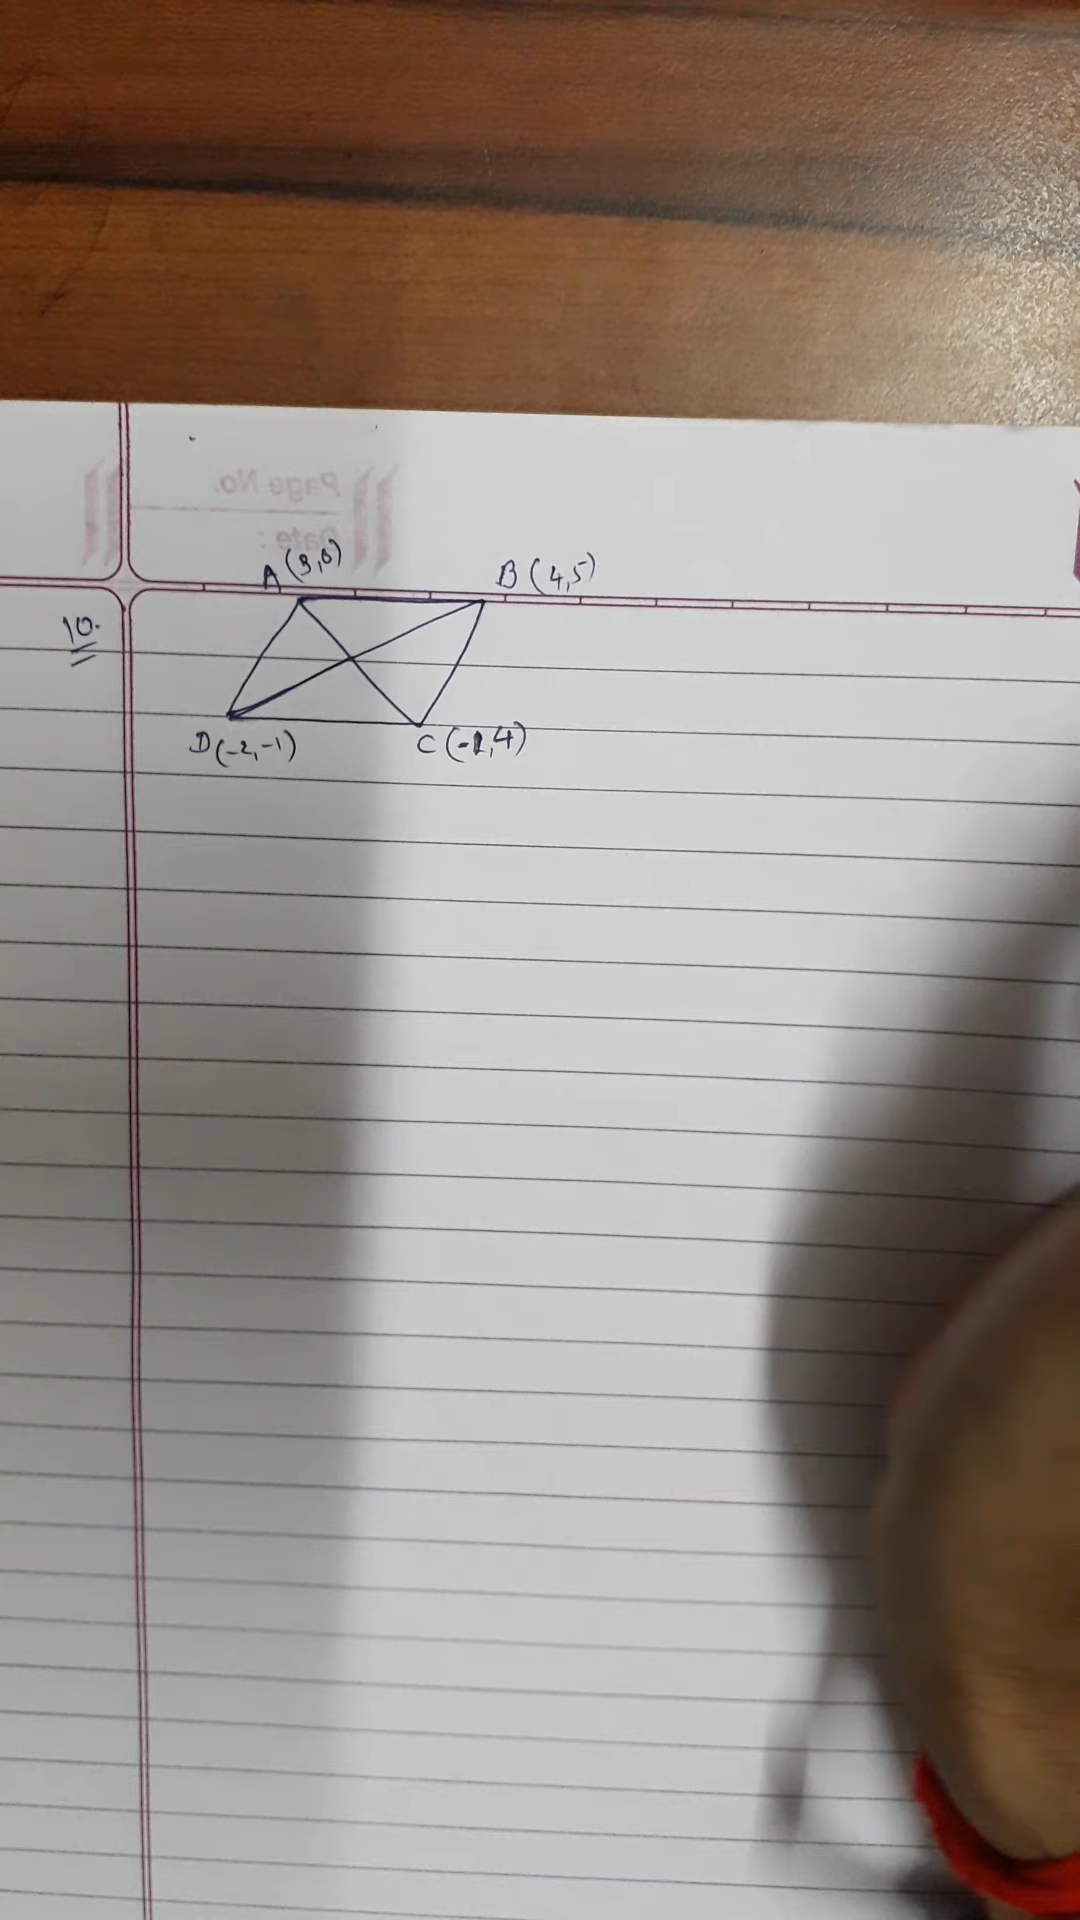 Page No.
Date :
A (3,0) B (4,5)
10.
D(-2,-1) C (-1,4)